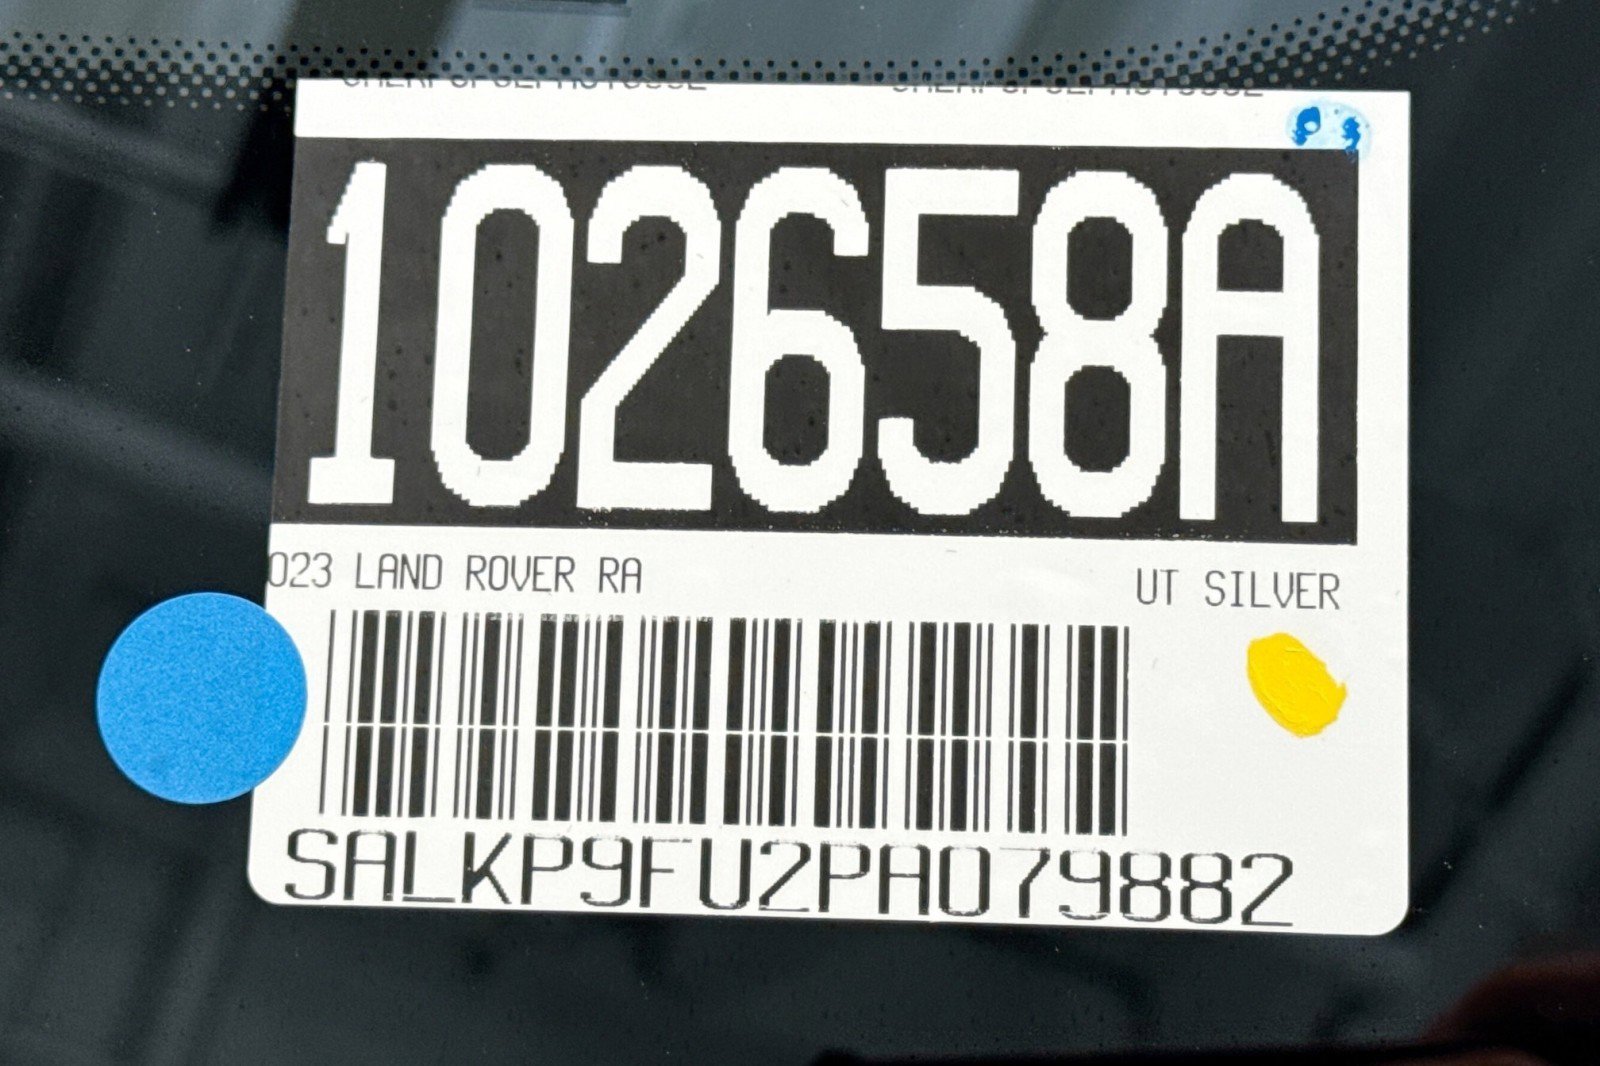 102658A
023 LAND ROVER RA UT SILVER
SALKP9FU2PA079882